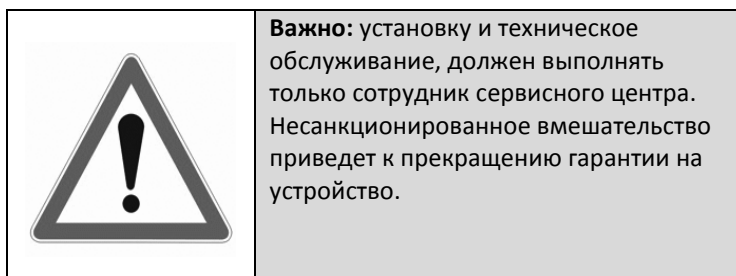 Важно: установку и техническое
обслуживание, должен выполнять
только сотрудник сервисного центра.
Несанкционированное вмешательство
приведет к прекращению гарантии на
устройство.